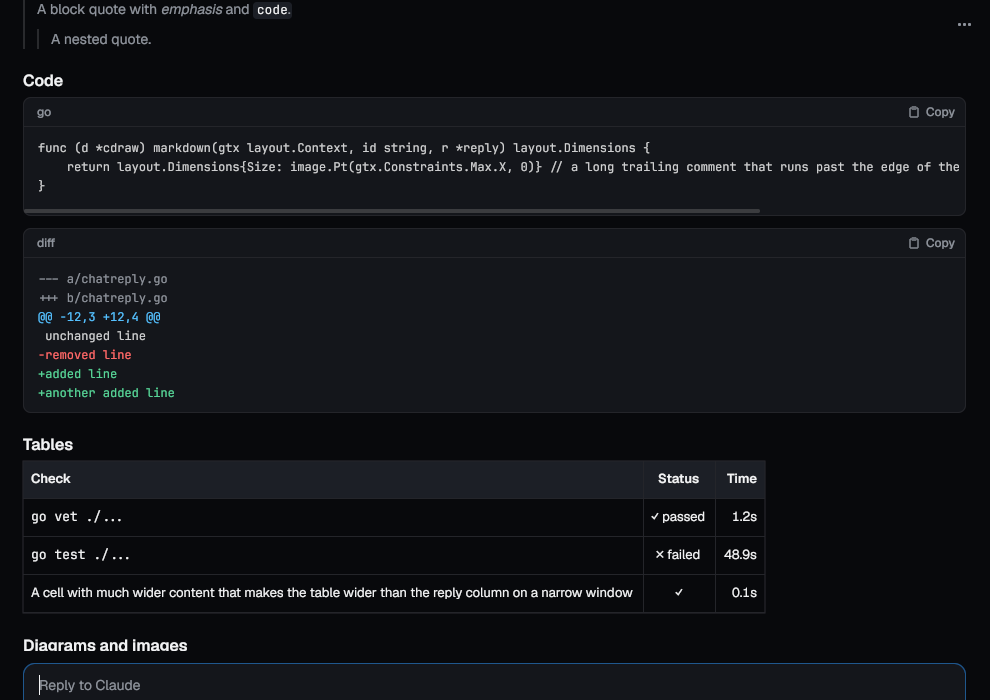 A block quote with emphasis and code.
A nested quote.
Code
go
Copy
func (d *cdraw) markdown(gtx layout.Context, id string, r *reply) layout.Dimensions {
    return layout.Dimensions{Size: image.Pt(gtx.Constraints.Max.X, 0)} // a long trailing comment that runs past the edge of the
}
diff
Copy
--- a/chatreply.go
+++ b/chatreply.go
@@ -12,3 +12,4 @@
 unchanged line
-removed line
+added line
+another added line
Tables
Check Status Time
go vet ./... ✓ passed 1.2s
go test ./... ✕ failed 48.9s
A cell with much wider content that makes the table wider than the reply column on a narrow window ✓ 0.1s
Diagrams and images
Reply to Claude